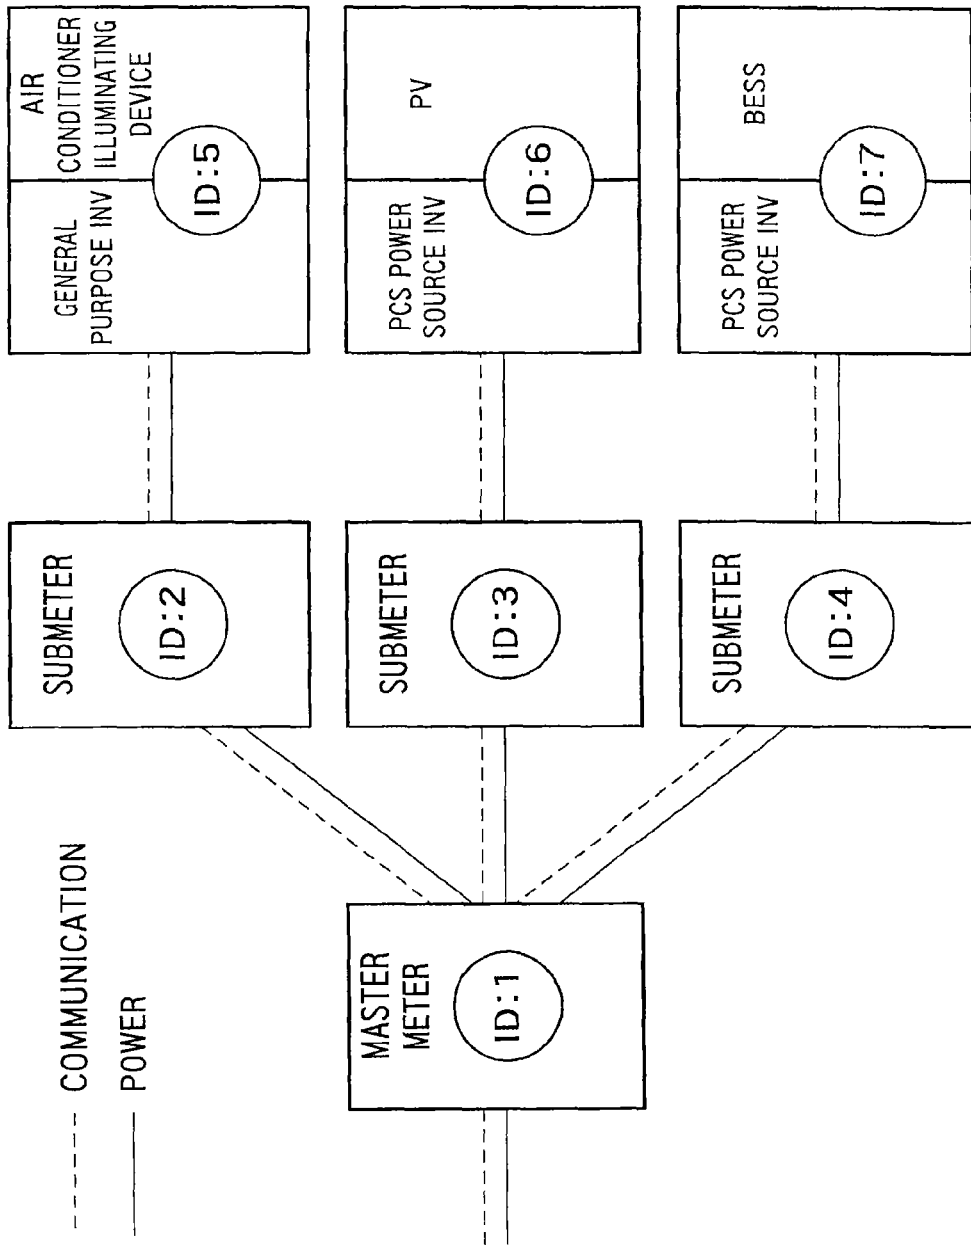 COMMUNICATION
POWER
MASTER
METER
ID:1
SUBMETER
ID:2
SUBMETER
ID:3
SUBMETER
ID:4
GENERAL
PURPOSE INV
AIR
CONDITIONER
ILLUMINATING
DEVICE
ID:5
PCS POWER
SOURCE INV
PV
ID:6
PCS POWER
SOURCE INV
BESS
ID:7